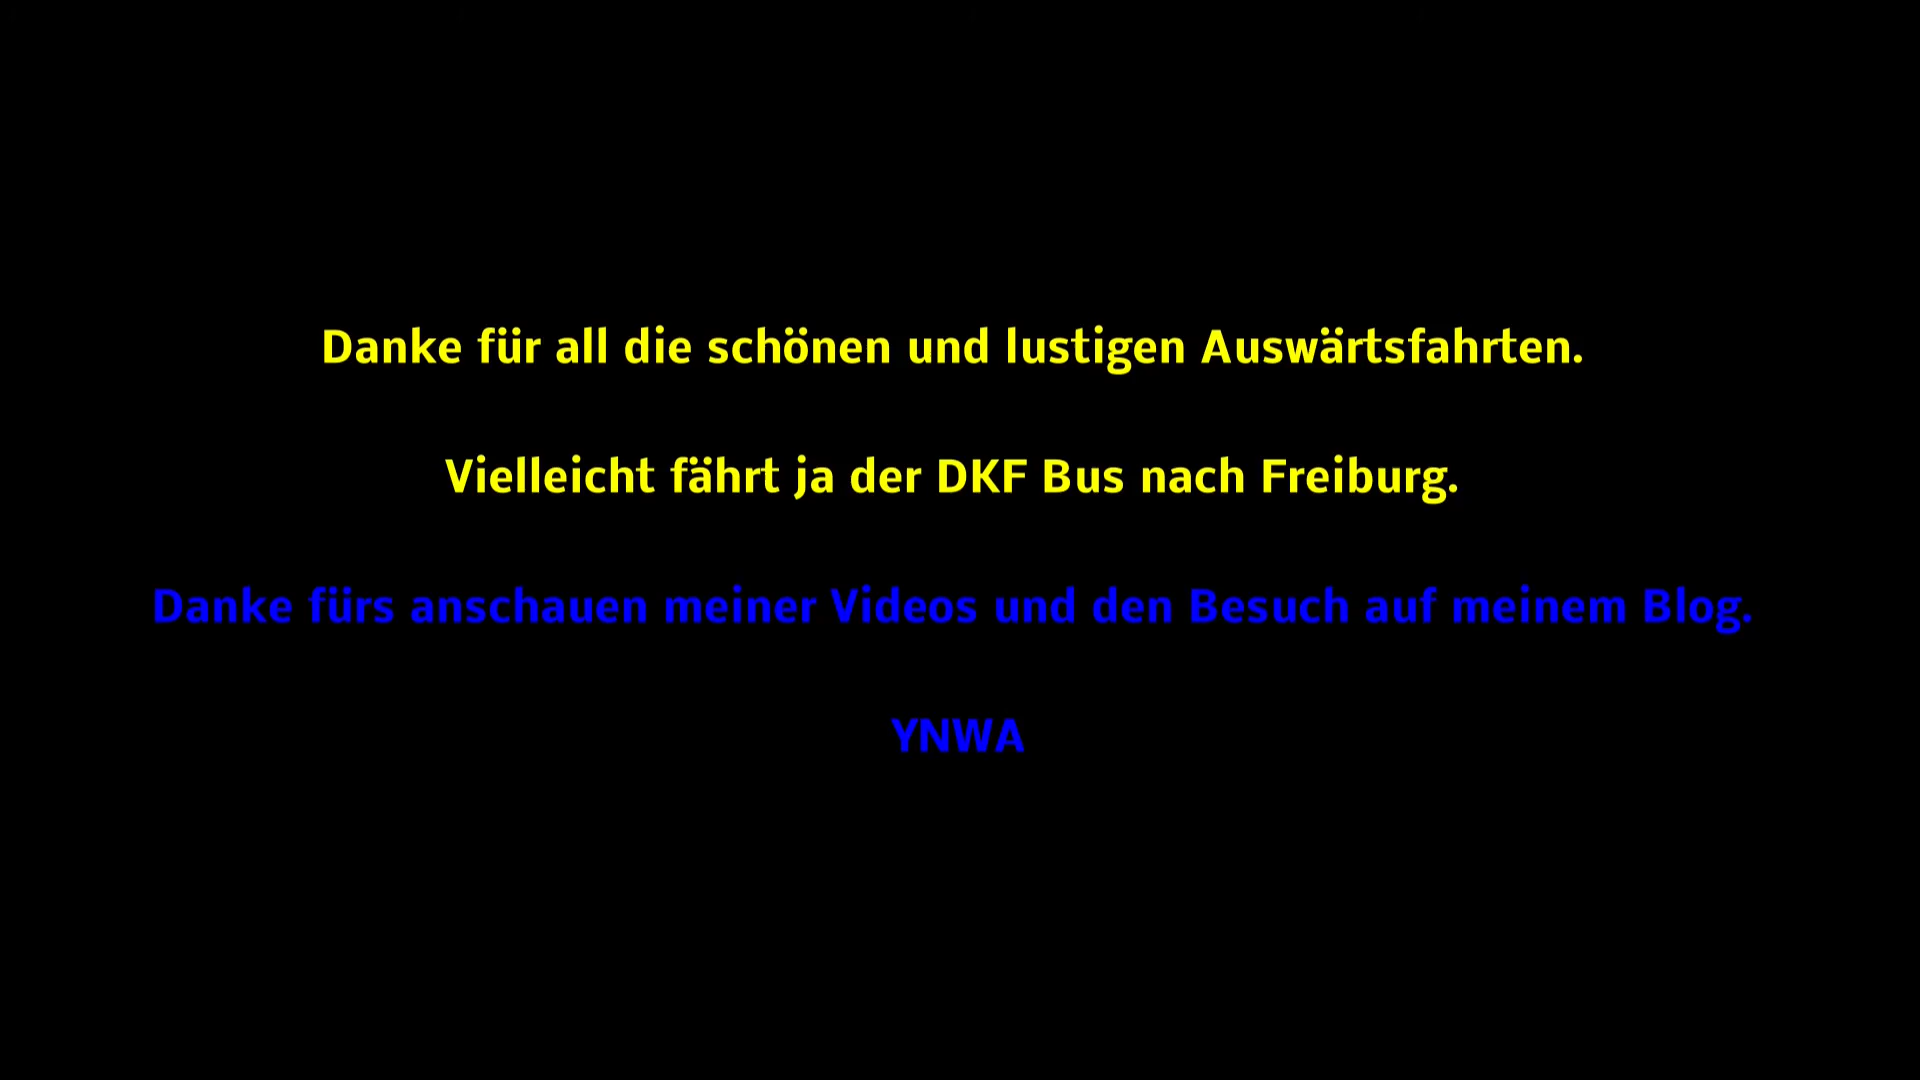 Danke für all die schönen und lustigen Auswärtsfahrten.
Vielleicht fährt ja der DKF Bus nach Freiburg.
Danke fürs anschauen meiner Videos und den Besuch auf meinem Blog.
YNWA